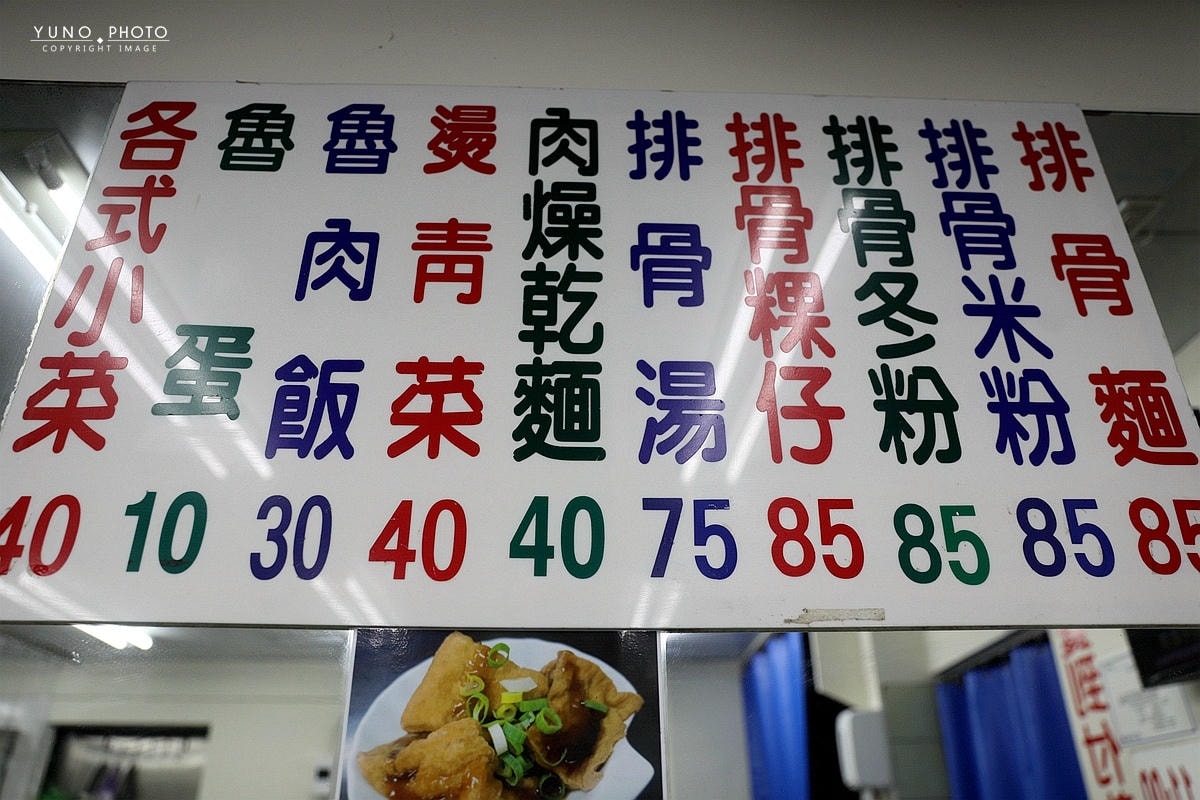 YUNO PHOTO
COPYRIGHT IMAGE
排骨麵 85
排骨米粉 85
排骨冬粉 85
排骨粿仔 85
排骨湯 75
肉燥乾麵 40
燙青菜 40
魯肉飯 30
魯蛋 10
各式小菜 40